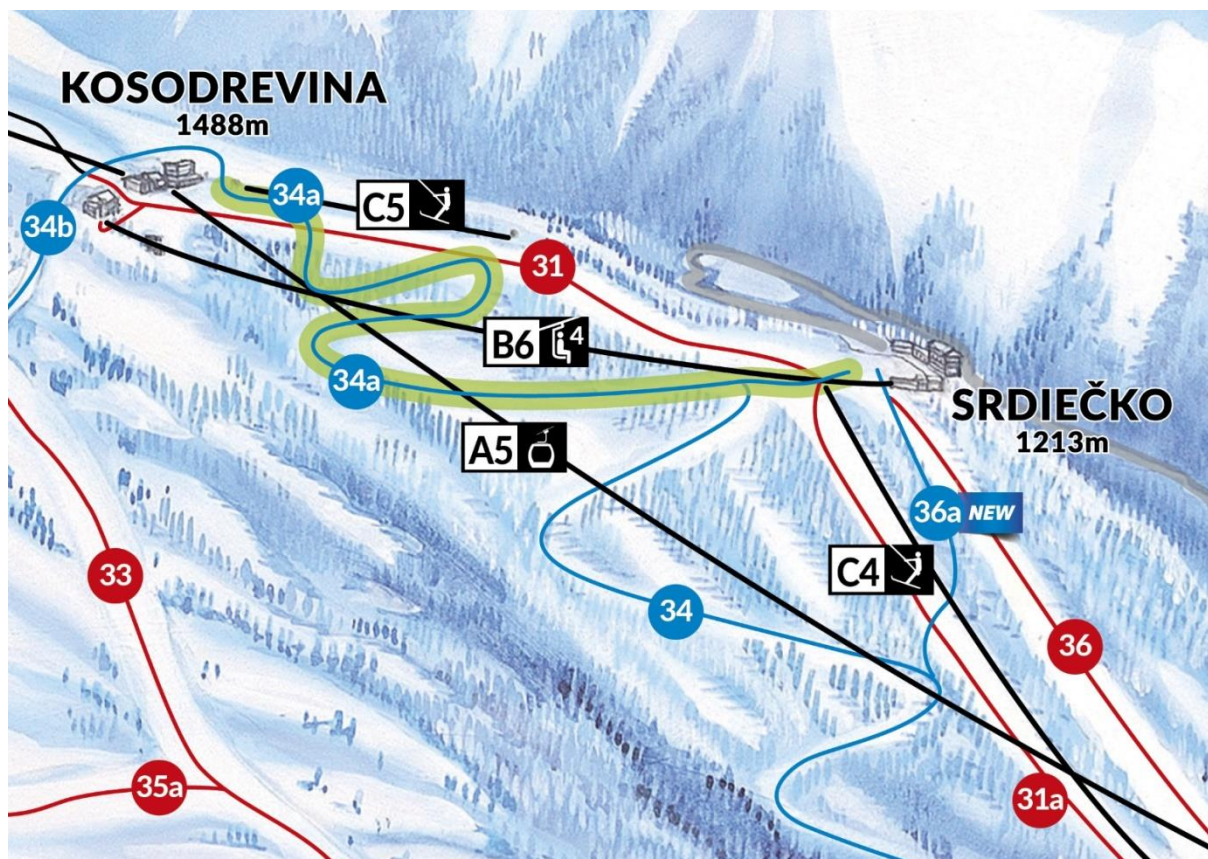 KOSODREVINA
1488m
34a
C5
34b
31
B6
4
34a
SRDIEČKO
1213m
A5
36a NEW
33
C4
34
36
35a
31a